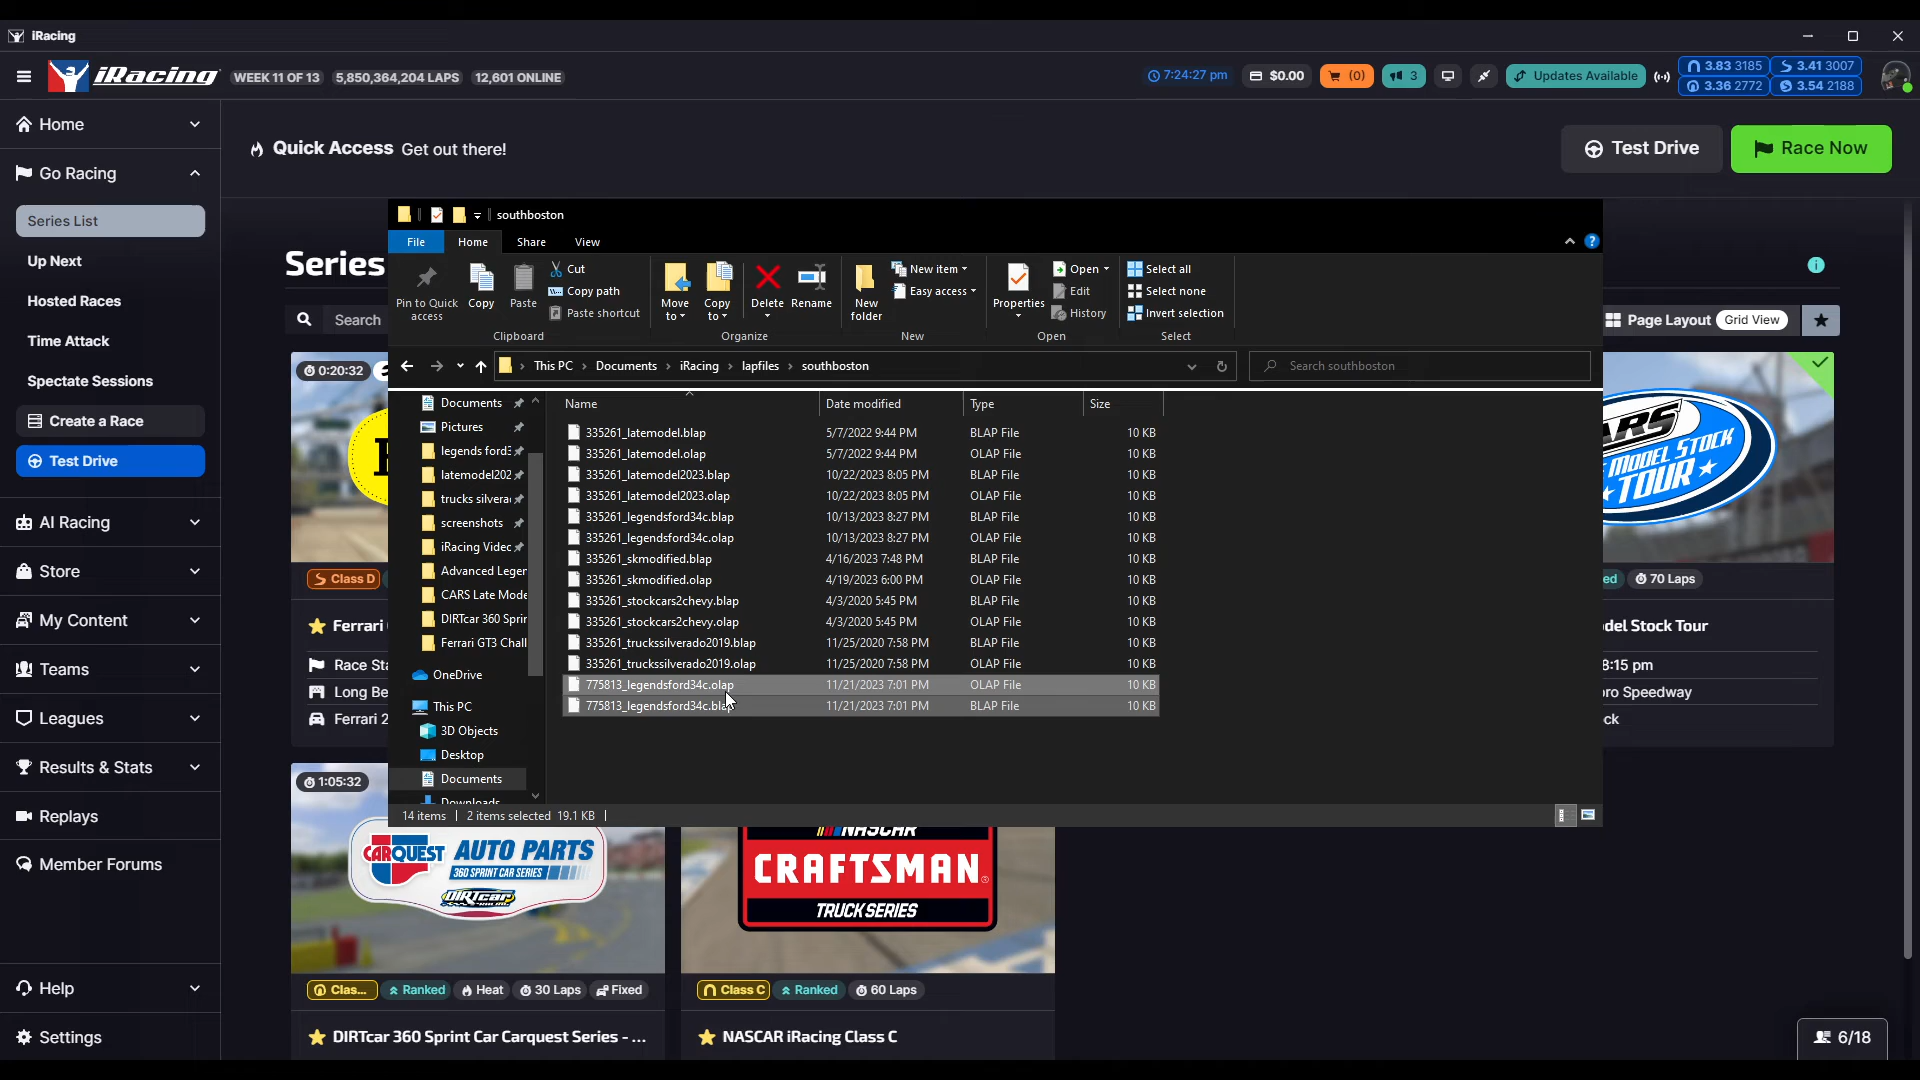 iRacing
iRacing
WEEK 11 OF 13
5,850,364,204 LAPS
12,601 ONLINE
7:24:27 pm
$0.00
(0)
3
Updates Available
3.83 3185
3.41 3007
3.36 2772
3.54 2188
Home
Go Racing
Series List
Up Next
Hosted Races
Time Attack
Spectate Sessions
Create a Race
Test Drive
AI Racing
Store
My Content
Teams
Leagues
Results & Stats
Replays
Member Forums
Help
Settings
Quick Access Get out there!
Test Drive
Race Now
Series
Search
Page Layout Grid View
southboston
File
Home
Share
View
Pin to Quick
access
Copy
Paste
Cut
Copy path
Paste shortcut
Clipboard
Move
to
Copy
to
Delete
Rename
Organize
New
folder
New item
Easy access
New
Properties
Open
Edit
History
Open
Select all
Select none
Invert selection
Select
This PC
Documents
iRacing
lapfiles
southboston
Search southboston
Documents
Pictures
legends ford3
latemodel202
trucks silvera
screenshots
iRacing Videc
Advanced Leger
CARS Late Mode
DIRTcar 360 Sprir
Ferrari GT3 Chall
OneDrive
This PC
3D Objects
Desktop
Documents
Downloads
Name Date modified Type Size
335261_latemodel.blap 5/7/2022 9:44 PM BLAP File 10 KB
335261_latemodel.olap 5/7/2022 9:44 PM OLAP File 10 KB
335261_latemodel2023.blap 10/22/2023 8:05 PM BLAP File 10 KB
335261_latemodel2023.olap 10/22/2023 8:05 PM OLAP File 10 KB
335261_legendsford34c.blap 10/13/2023 8:27 PM BLAP File 10 KB
335261_legendsford34c.olap 10/13/2023 8:27 PM OLAP File 10 KB
335261_skmodified.blap 4/16/2023 7:48 PM BLAP File 10 KB
335261_skmodified.olap 4/19/2023 6:00 PM OLAP File 10 KB
335261_stockcars2chevy.blap 4/3/2020 5:45 PM BLAP File 10 KB
335261_stockcars2chevy.olap 4/3/2020 5:45 PM OLAP File 10 KB
335261_truckssilverado2019.blap 11/25/2020 7:58 PM BLAP File 10 KB
335261_truckssilverado2019.olap 11/25/2020 7:58 PM OLAP File 10 KB
775813_legendsford34c.olap 11/21/2023 7:01 PM OLAP File 10 KB
775813_legendsford34c.blap 11/21/2023 7:01 PM BLAP File 10 KB
14 items
2 items selected 19.1 KB
0:20:32
Class D
Ferrari
Race Sta
Long Be
Ferrari 2
ARS
MODEL STOCK
TOUR
ed
70 Laps
del Stock Tour
8:15 pm
oro Speedway
ck
1:05:32
CARQUEST
AUTO PARTS
360 SPRINT CAR SERIES
DIRTcar
RACING
Clas...
Ranked
Heat
30 Laps
Fixed
DIRTcar 360 Sprint Car Carquest Series - ...
NASCAR
CRAFTSMAN
TRUCK SERIES
Class C
Ranked
60 Laps
NASCAR iRacing Class C
6/18